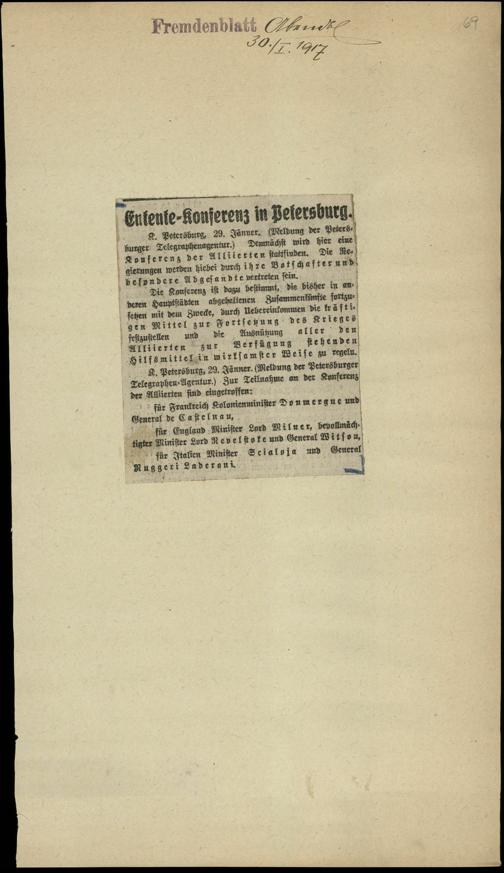 Fremdenblatt Abendbl
69
30./I. 1917
Entente-Konferenz in Petersburg.
K. Petersburg, 29. Jänner. (Meldung der Peters-
burger Telegraphenagentur.) Demnächst wird hier eine
Konferenz der Alliierten stattfinden. Die Re-
gierungen werden hiebei durch ihre Botschafter und
besondere Abgesandte vertreten sein.
Die Konferenz ist dazu bestimmt, die bisher in an-
deren Hauptstädten abgehaltenen Zusammenkünfte fortzu-
setzen mit dem Zwecke, durch Uebereinkommen die kräfti-
gen Mittel zur Fortsetzung des Krieges
festzustellen und die Ausnützung aller den
Alliierten zur Verfügung stehenden
Hilfsmittel in wirksamster Weise zu regeln.
K. Petersburg, 29. Jänner. (Meldung der Petersburger
Telegraphen-Agentur.) Zur Teilnahme an der Konferenz
der Alliierten sind eingetroffen:
für Frankreich Kolonienminister Doumergue und
General de Castelnau,
für England Minister Lord Milner, bevollmäch-
tigter Minister Lord Revelstoke und General Wilson,
für Italien Minister Scialoja und General
Ruggeri Laderani.